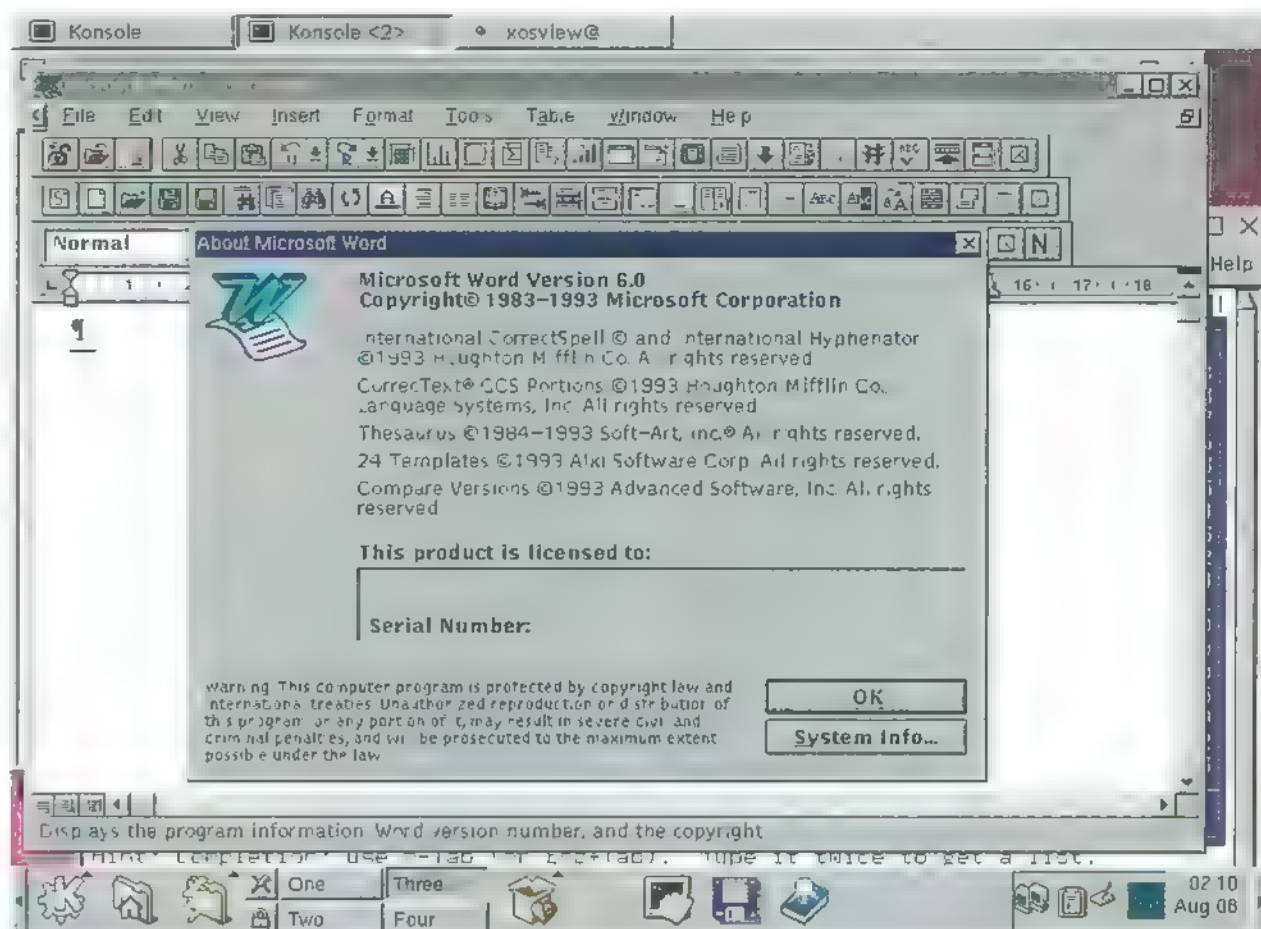 Konsole
Konsole <2>
xosview@
File Edit View Insert Format Tools Table Window Help
Normal
N
1
16 17 18
Help
About Microsoft Word
Microsoft Word Version 6.0
Copyright© 1983–1993 Microsoft Corporation
International CorrectSpell © and International Hyphenator
©1993 Houghton Mifflin Co. All rights reserved
CorrecText® GCS Portions ©1993 Houghton Mifflin Co.
Language Systems, Inc. All rights reserved
Thesaurus ©1984–1993 Soft–Art, Inc.® All rights reserved.
24 Templates ©1993 Alki Software Corp. All rights reserved.
Compare Versions ©1993 Advanced Software, Inc. All rights
reserved
This product is licensed to:
Serial Number:
Warning: This computer program is protected by copyright law and
international treaties. Unauthorized reproduction or distribution of
this program, or any portion of it, may result in severe civil and
criminal penalties, and will be prosecuted to the maximum extent
possible under the law
OK
System Info...
Displays the program information Word version number, and the copyright
Type it twice to get a list.
One
Two
Three
Four
02:10
Aug 08